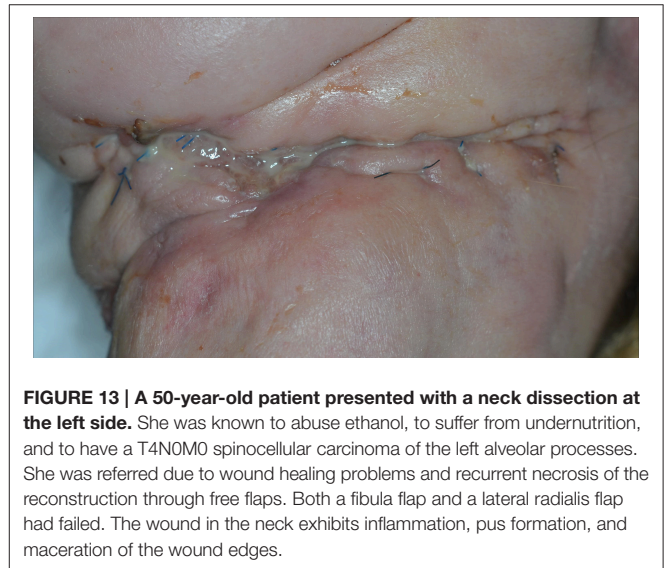 FIGURE 13 | A 50-year-old patient presented with a neck dissection at
the left side. She was known to abuse ethanol, to suffer from undernutrition,
and to have a T4N0M0 spinocellular carcinoma of the left alveolar processes.
She was referred due to wound healing problems and recurrent necrosis of the
reconstruction through free flaps. Both a fibula flap and a lateral radialis flap
had failed. The wound in the neck exhibits inflammation, pus formation, and
maceration of the wound edges.